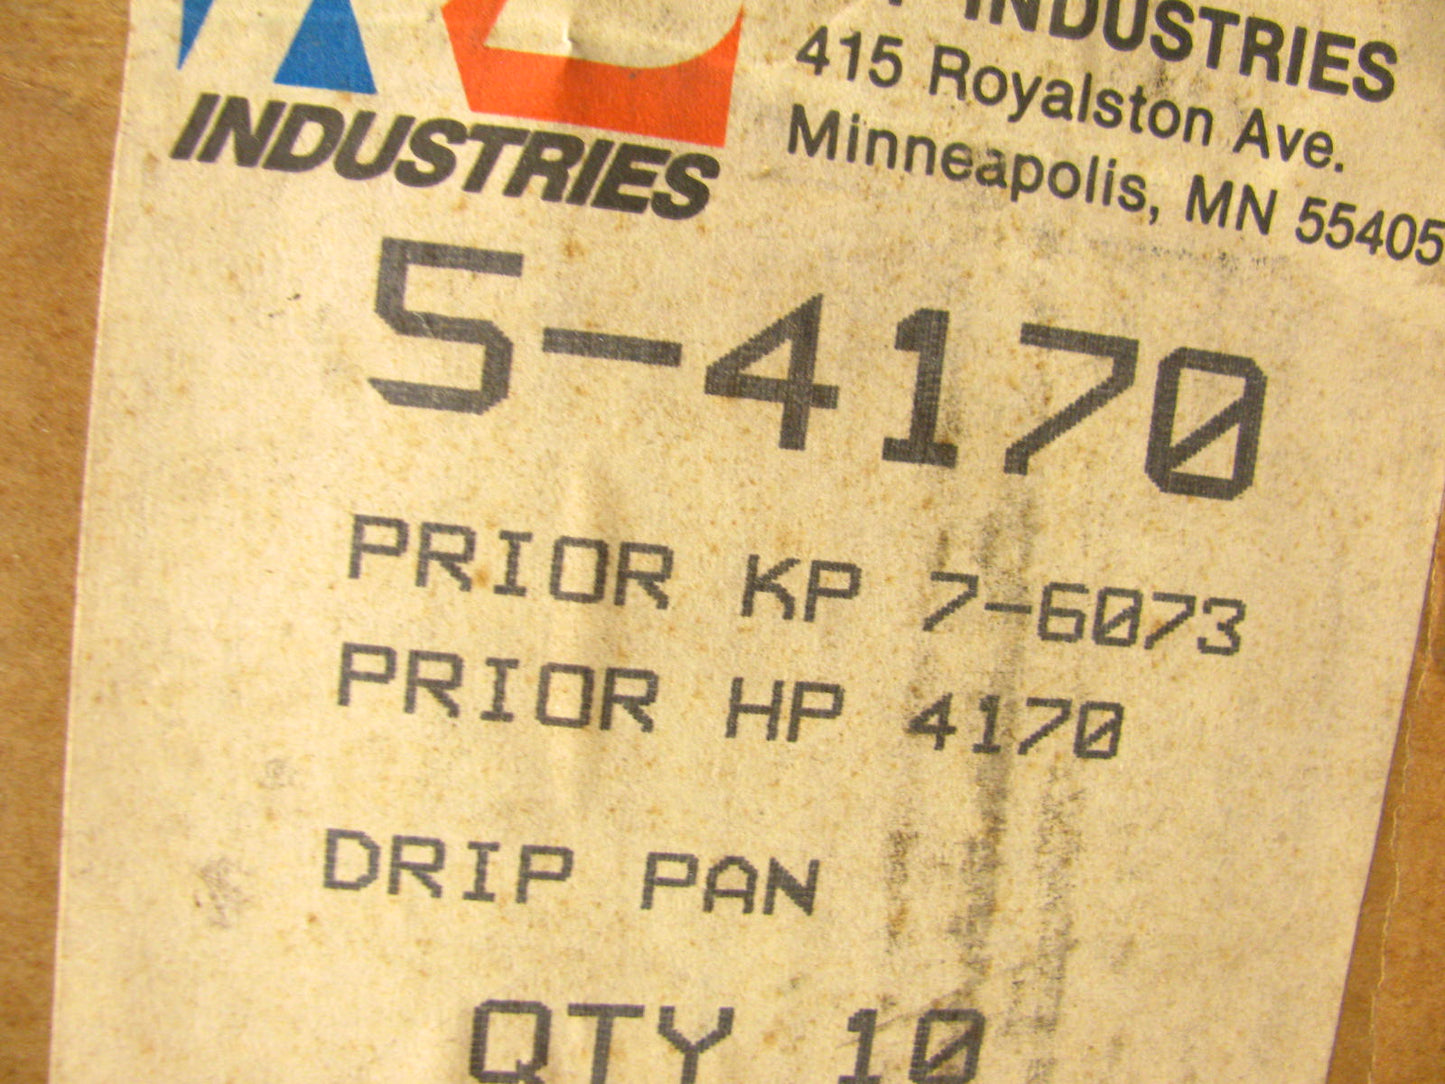 INDUSTRIES
INDUSTRIES
415 Royalston Ave.
Minneapolis, MN 55405
5-4170
PRIOR KP 7-6073
PRIOR HP 4170
DRIP PAN
QTY 10